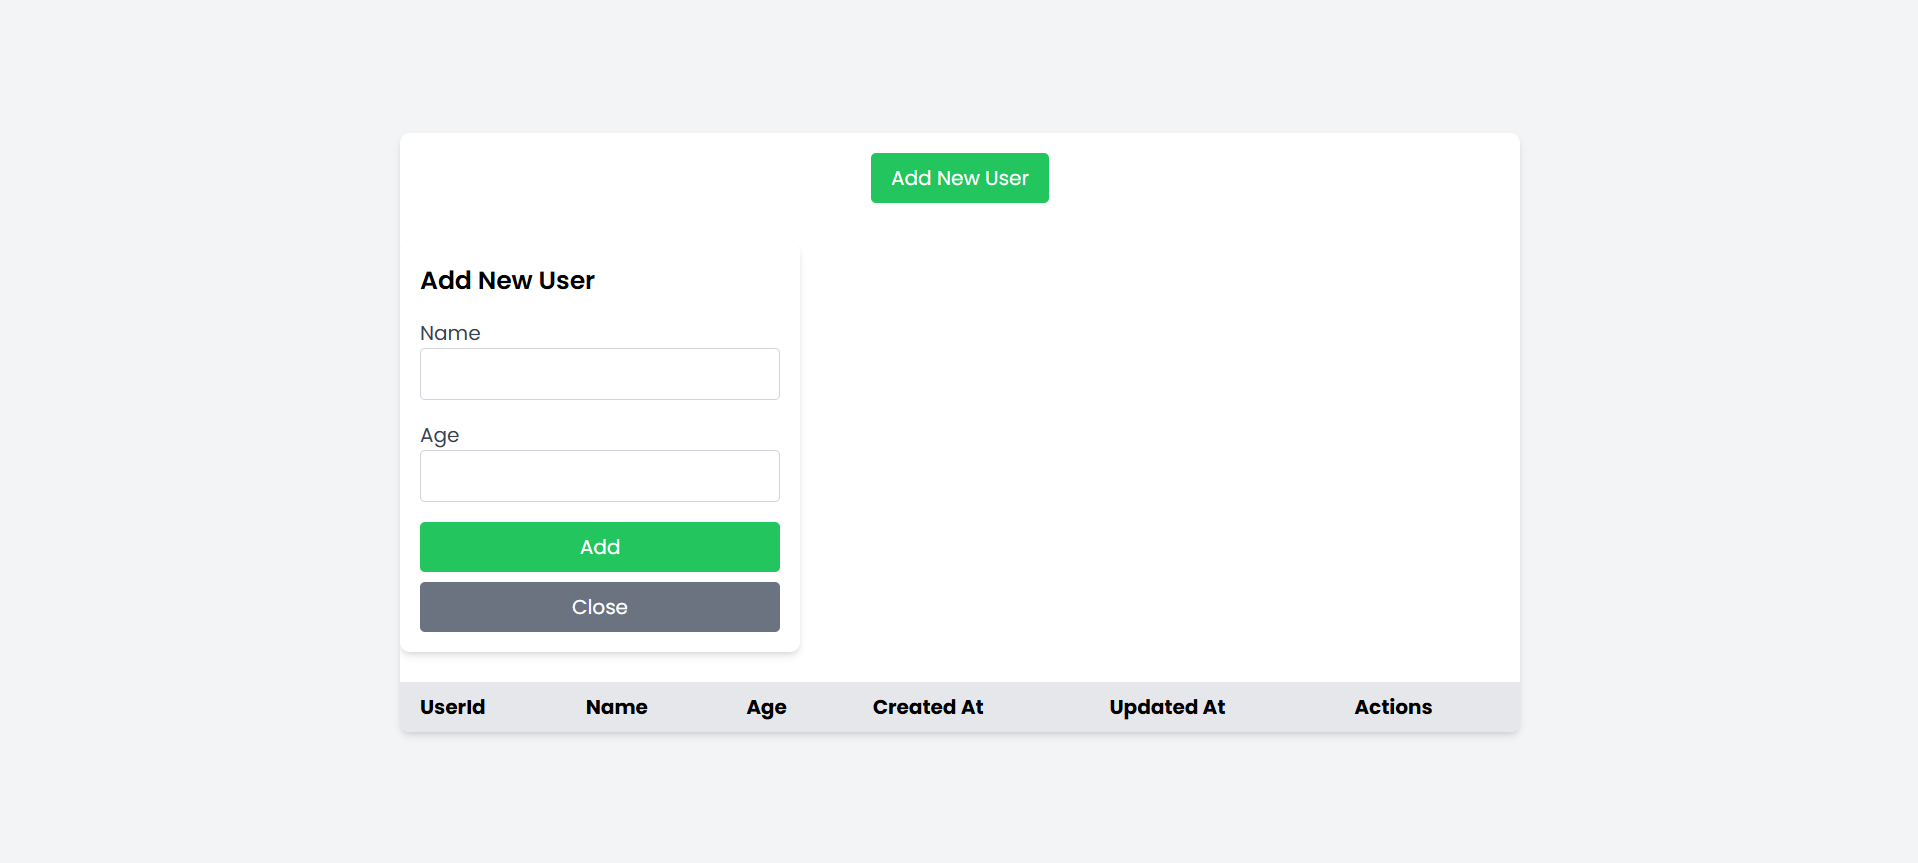 Add New User
Add New User
Name
Age
Add
Close
UserId Name Age Created At Updated At Actions